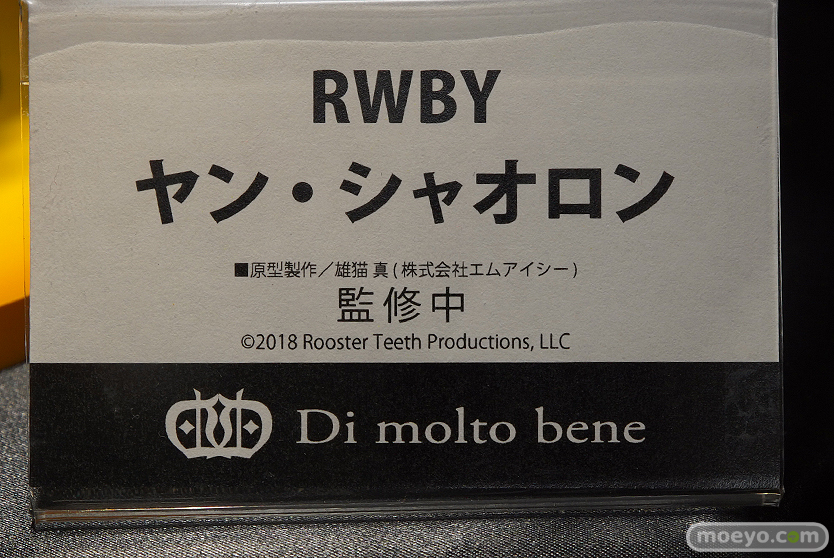 RWBY
ヤン・シャオロン
■原型製作／雄猫 真 (株式会社エムアイシー)
監修中
©2018 Rooster Teeth Productions, LLC
Di molto bene
moeyo.com